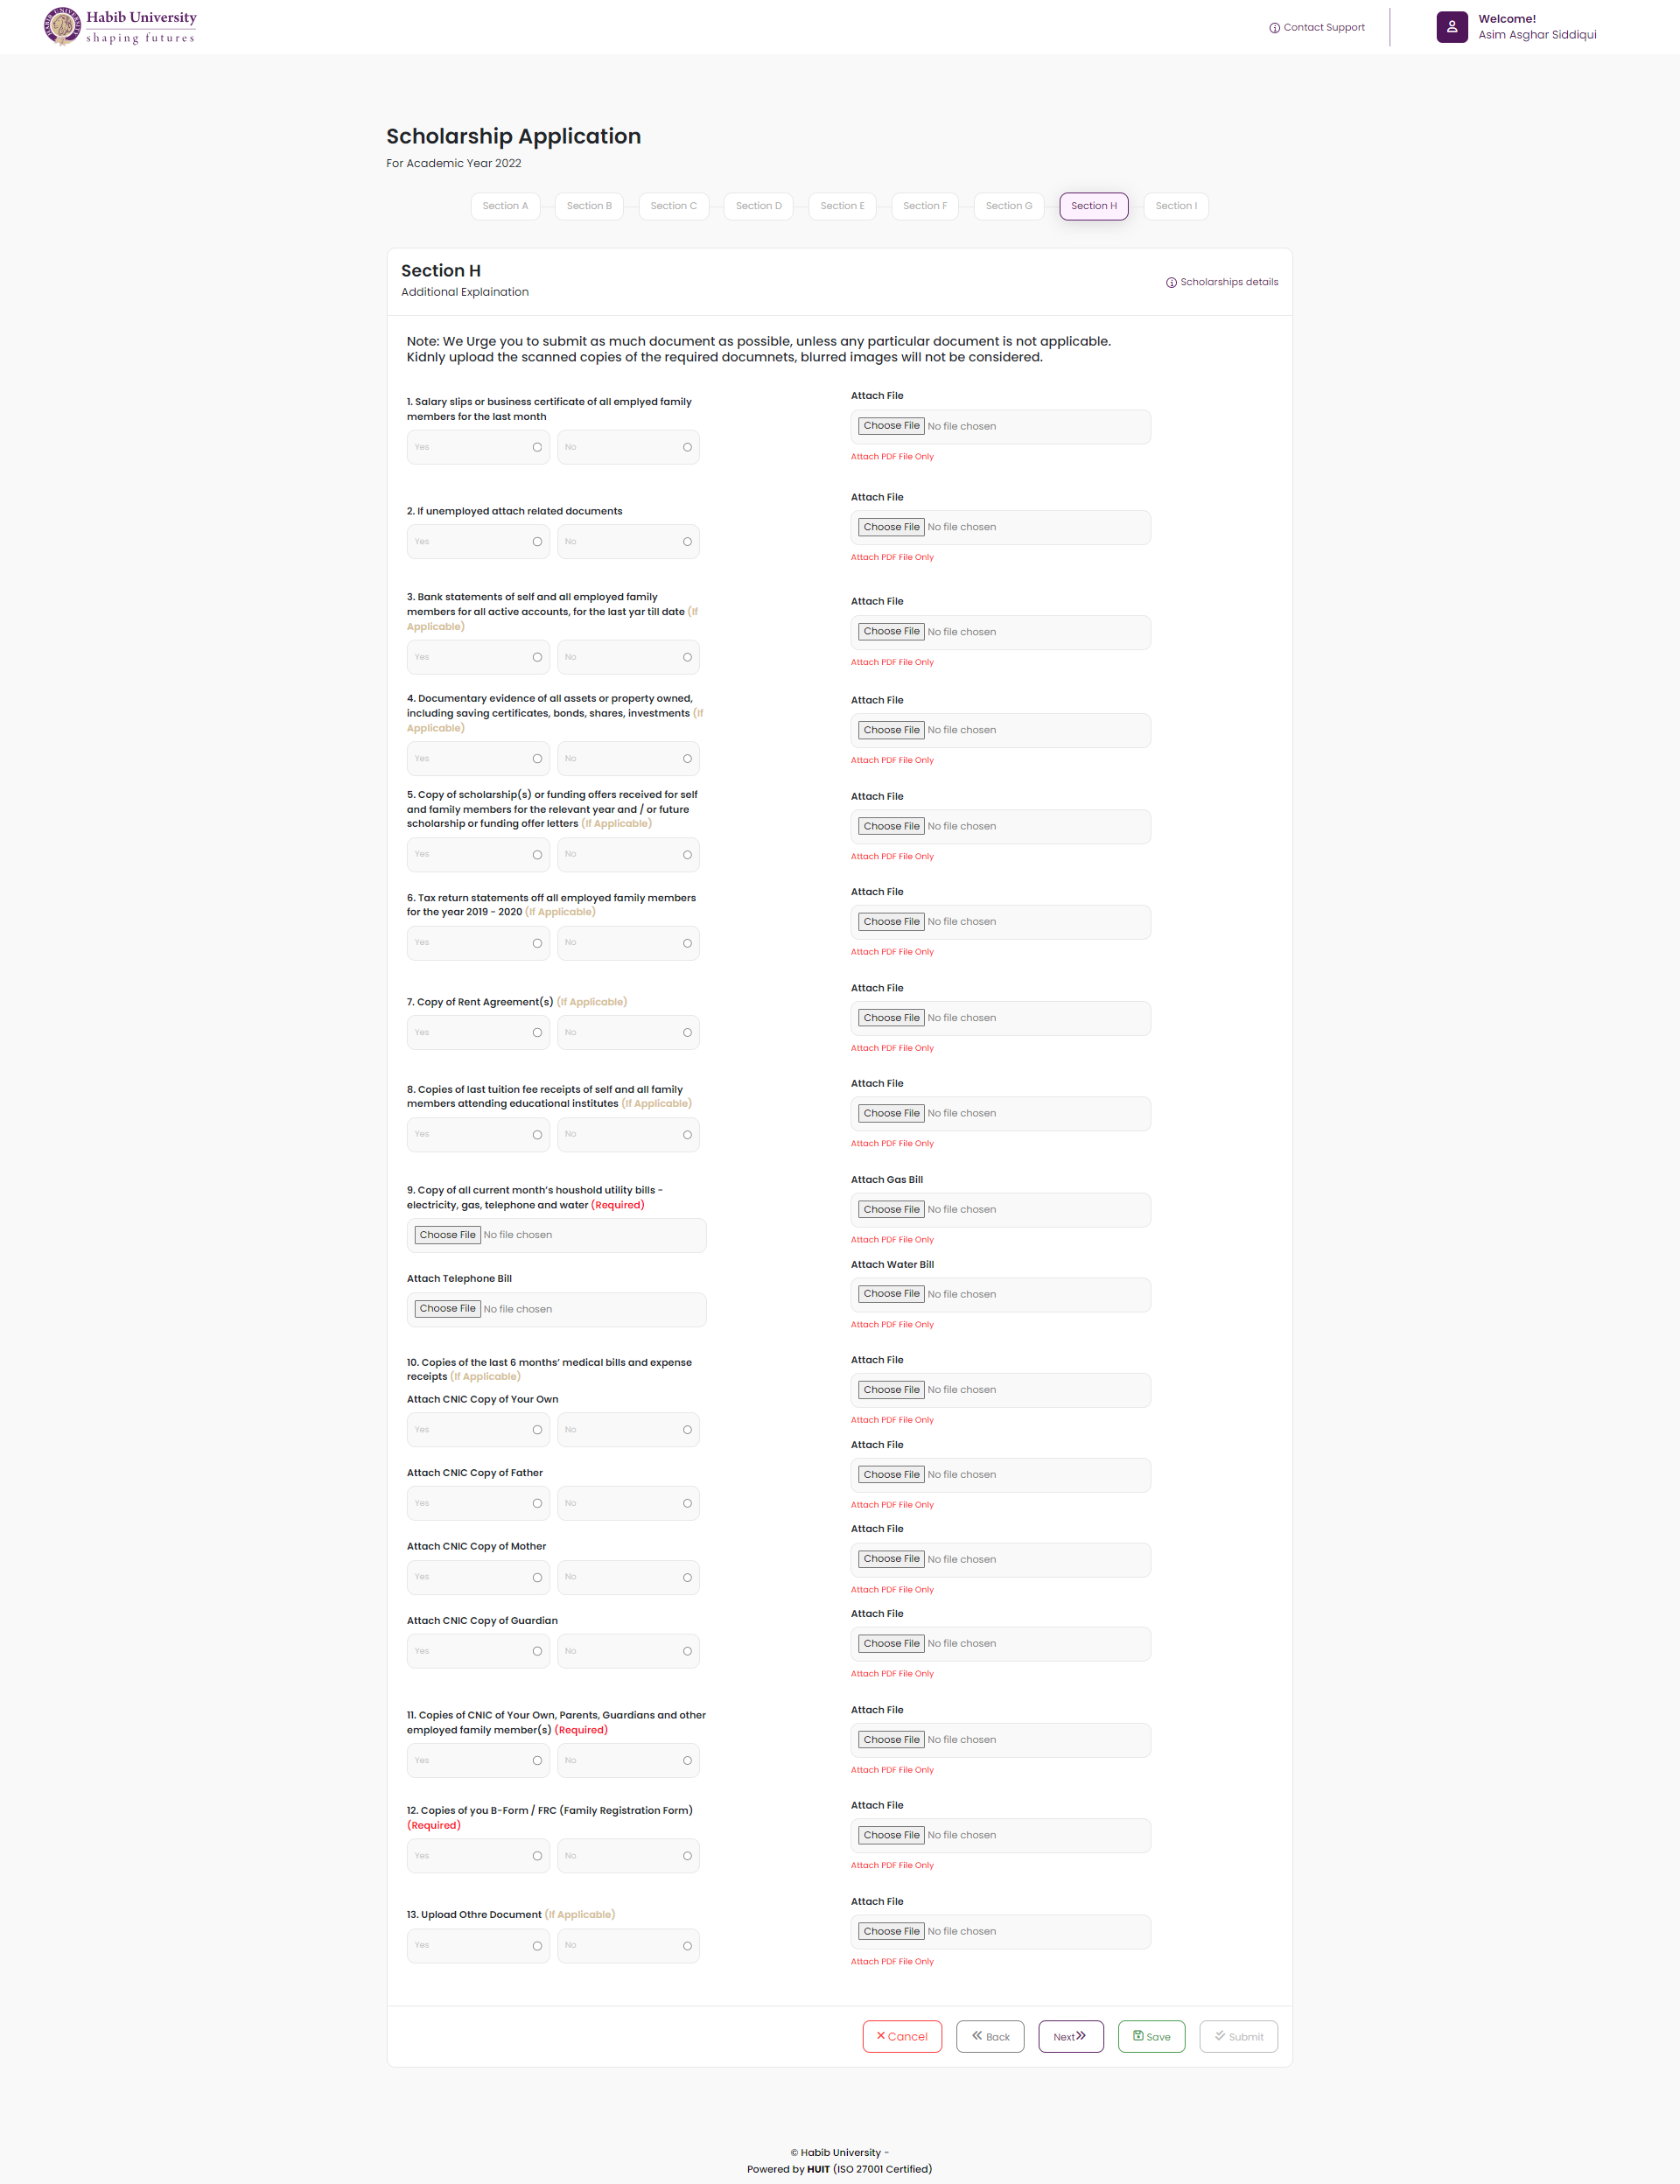 Habib University
shaping futures
Contact Support
Welcome!
Asim Asghar Siddiqui
Scholarship Application
For Academic Year 2022
Section A
Section B
Section C
Section D
Section E
Section F
Section G
Section H
Section I
Section H
Additional Explaination
Scholarships details
Note: We Urge you to submit as much document as possible, unless any particular document is not applicable.
Kidnly upload the scanned copies of the required documnets, blurred images will not be considered.
1. Salary slips or business certificate of all emplyed family
members for the last month
Yes
No
Attach File
Choose File No file chosen
Attach PDF File Only
2. If unemployed attach related documents
Yes
No
Attach File
Choose File No file chosen
Attach PDF File Only
3. Bank statements of self and all employed family
members for all active accounts, for the last yar till date (If
Applicable)
Yes
No
Attach File
Choose File No file chosen
Attach PDF File Only
4. Documentary evidence of all assets or property owned,
including saving certificates, bonds, shares, investments (If
Applicable)
Yes
No
Attach File
Choose File No file chosen
Attach PDF File Only
5. Copy of scholarship(s) or funding offers received for self
and family members for the relevant year and / or future
scholarship or funding offer letters (If Applicable)
Yes
No
Attach File
Choose File No file chosen
Attach PDF File Only
6. Tax return statements off all employed family members
for the year 2019 - 2020 (If Applicable)
Yes
No
Attach File
Choose File No file chosen
Attach PDF File Only
7. Copy of Rent Agreement(s) (If Applicable)
Yes
No
Attach File
Choose File No file chosen
Attach PDF File Only
8. Copies of last tuition fee receipts of self and all family
members attending educational institutes (If Applicable)
Yes
No
Attach File
Choose File No file chosen
Attach PDF File Only
9. Copy of all current month's houshold utility bills -
electricity, gas, telephone and water (Required)
Choose File No file chosen
Attach Gas Bill
Choose File No file chosen
Attach PDF File Only
Attach Telephone Bill
Choose File No file chosen
Attach Water Bill
Choose File No file chosen
Attach PDF File Only
10. Copies of the last 6 months' medical bills and expense
receipts (If Applicable)
Attach CNIC Copy of Your Own
Yes
No
Attach File
Choose File No file chosen
Attach PDF File Only
Attach CNIC Copy of Father
Yes
No
Attach File
Choose File No file chosen
Attach PDF File Only
Attach CNIC Copy of Mother
Yes
No
Attach File
Choose File No file chosen
Attach PDF File Only
Attach CNIC Copy of Guardian
Yes
No
Attach File
Choose File No file chosen
Attach PDF File Only
11. Copies of CNIC of Your Own, Parents, Guardians and other
employed family member(s) (Required)
Yes
No
Attach File
Choose File No file chosen
Attach PDF File Only
12. Copies of you B-Form / FRC (Family Registration Form)
(Required)
Yes
No
Attach File
Choose File No file chosen
Attach PDF File Only
13. Upload Othre Document (If Applicable)
Yes
No
Attach File
Choose File No file chosen
Attach PDF File Only
Cancel
Back
Next
Save
Submit
© Habib University -
Powered by HUIT (ISO 27001 Certified)